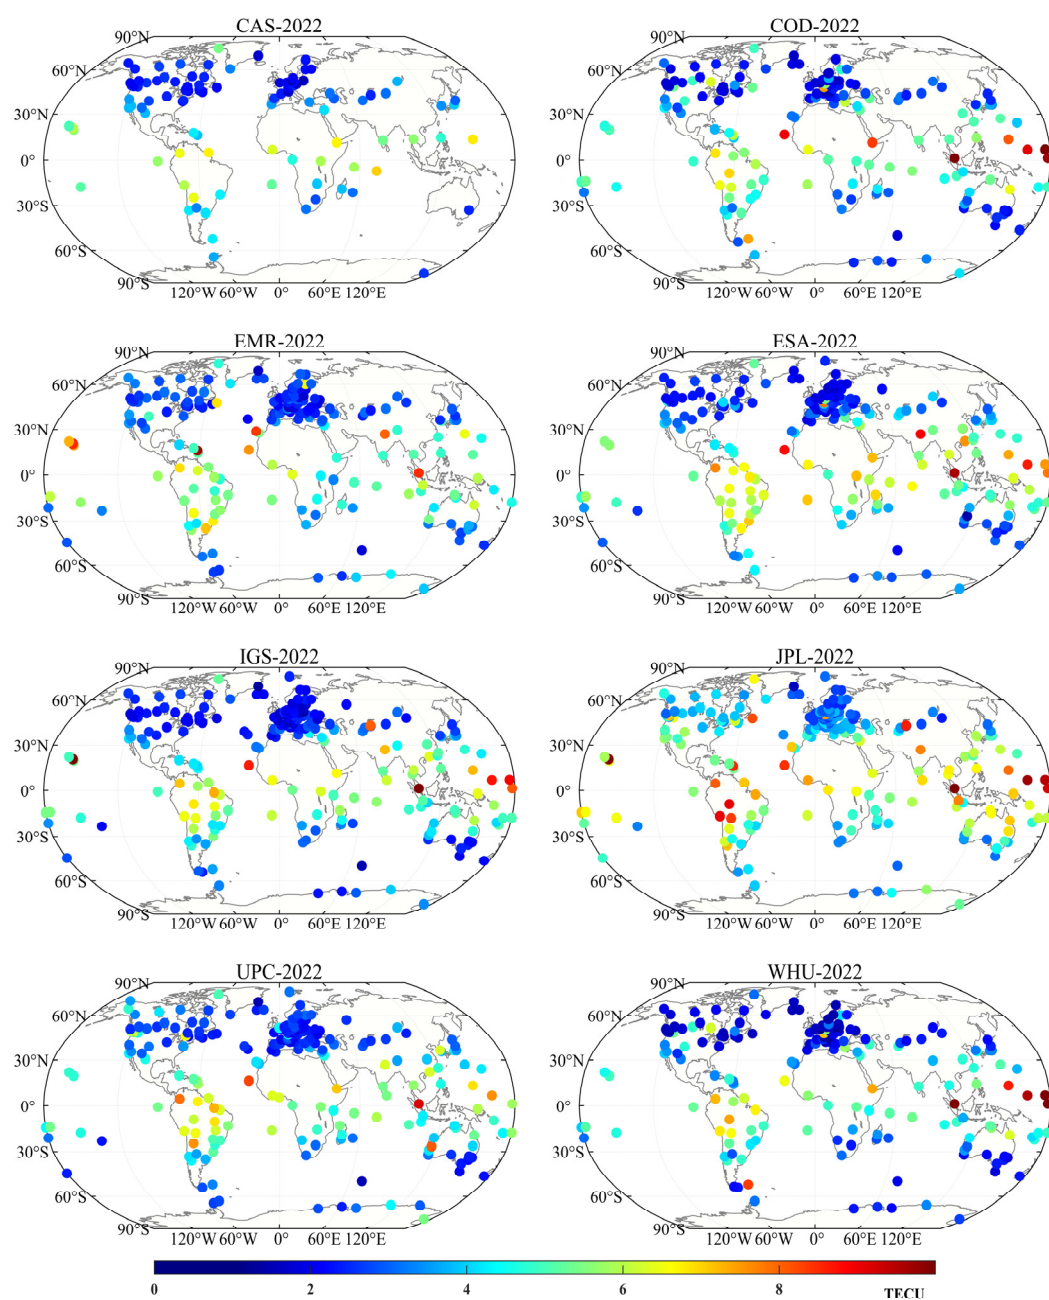 CAS-2022 COD-2022
90°N 90°N
60°N 60°N
30°N 30°N
0° 0°
30°S 30°S
60°S 60°S
90°S 90°S
120°W 60°W 0° 60°E 120°E 120°W 60°W 0° 60°E 120°E
EMR-2022 ESA-2022
90°N 90°N
60°N 60°N
30°N 30°N
0° 0°
30°S 30°S
60°S 60°S
90°S 90°S
120°W 60°W 0° 60°E 120°E 120°W 60°W 0° 60°E 120°E
IGS-2022 JPL-2022
90°N 90°N
60°N 60°N
30°N 30°N
0° 0°
30°S 30°S
60°S 60°S
90°S 90°S
120°W 60°W 0° 60°E 120°E 120°W 60°W 0° 60°E 120°E
UPC-2022 WHU-2022
90°N 90°N
60°N 60°N
30°N 30°N
0° 0°
30°S 30°S
60°S 60°S
90°S 90°S
120°W 60°W 0° 60°E 120°E 120°W 60°W 0° 60°E 120°E
0 2 4 6 8 TECU